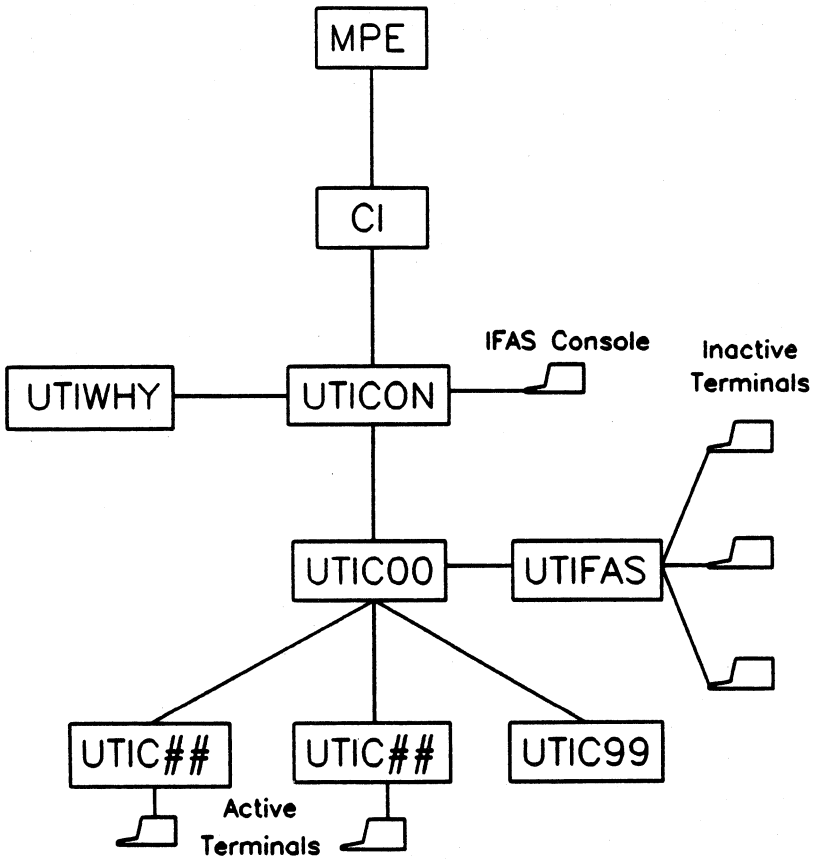 MPE
CI
IFAS Console
Inactive
Terminals
UTIWHY
UTICON
UTIC00
UTIFAS
UTIC##
UTIC##
UTIC99
Active
Terminals